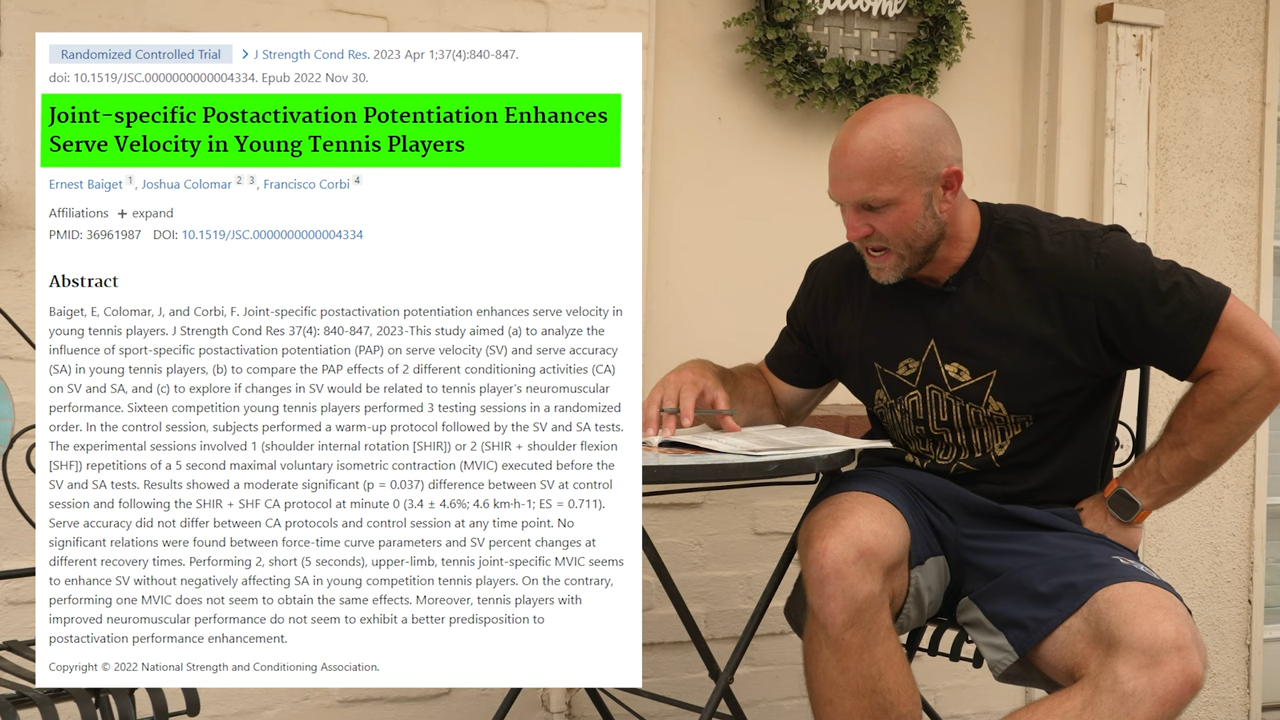 Randomized Controlled Trial > J Strength Cond Res. 2023 Apr 1;37(4):840-847.
doi: 10.1519/JSC.0000000000004334. Epub 2022 Nov 30.
Joint-specific Postactivation Potentiation Enhances
Serve Velocity in Young Tennis Players
Ernest Baiget 1, Joshua Colomar 2 3, Francisco Corbi 4
Affiliations + expand
PMID: 36961987 DOI: 10.1519/JSC.0000000000004334
Abstract
Baiget, E, Colomar, J, and Corbi, F. Joint-specific postactivation potentiation enhances serve velocity in
young tennis players. J Strength Cond Res 37(4): 840-847, 2023-This study aimed (a) to analyze the
influence of sport-specific postactivation potentiation (PAP) on serve velocity (SV) and serve accuracy
(SA) in young tennis players, (b) to compare the PAP effects of 2 different conditioning activities (CA)
on SV and SA, and (c) to explore if changes in SV would be related to tennis player's neuromuscular
performance. Sixteen competition young tennis players performed 3 testing sessions in a randomized
order. In the control session, subjects performed a warm-up protocol followed by the SV and SA tests.
The experimental sessions involved 1 (shoulder internal rotation [SHIR]) or 2 (SHIR + shoulder flexion
[SHF]) repetitions of a 5 second maximal voluntary isometric contraction (MVIC) executed before the
SV and SA tests. Results showed a moderate significant (p = 0.037) difference between SV at control
session and following the SHIR + SHF CA protocol at minute 0 (3.4 ± 4.6%; 4.6 km·h-1; ES = 0.711).
Serve accuracy did not differ between CA protocols and control session at any time point. No
significant relations were found between force-time curve parameters and SV percent changes at
different recovery times. Performing 2, short (5 seconds), upper-limb, tennis joint-specific MVIC seems
to enhance SV without negatively affecting SA in young competition tennis players. On the contrary,
performing one MVIC does not seem to obtain the same effects. Moreover, tennis players with
improved neuromuscular performance do not seem to exhibit a better predisposition to
postactivation performance enhancement.
Copyright © 2022 National Strength and Conditioning Association.
welcome